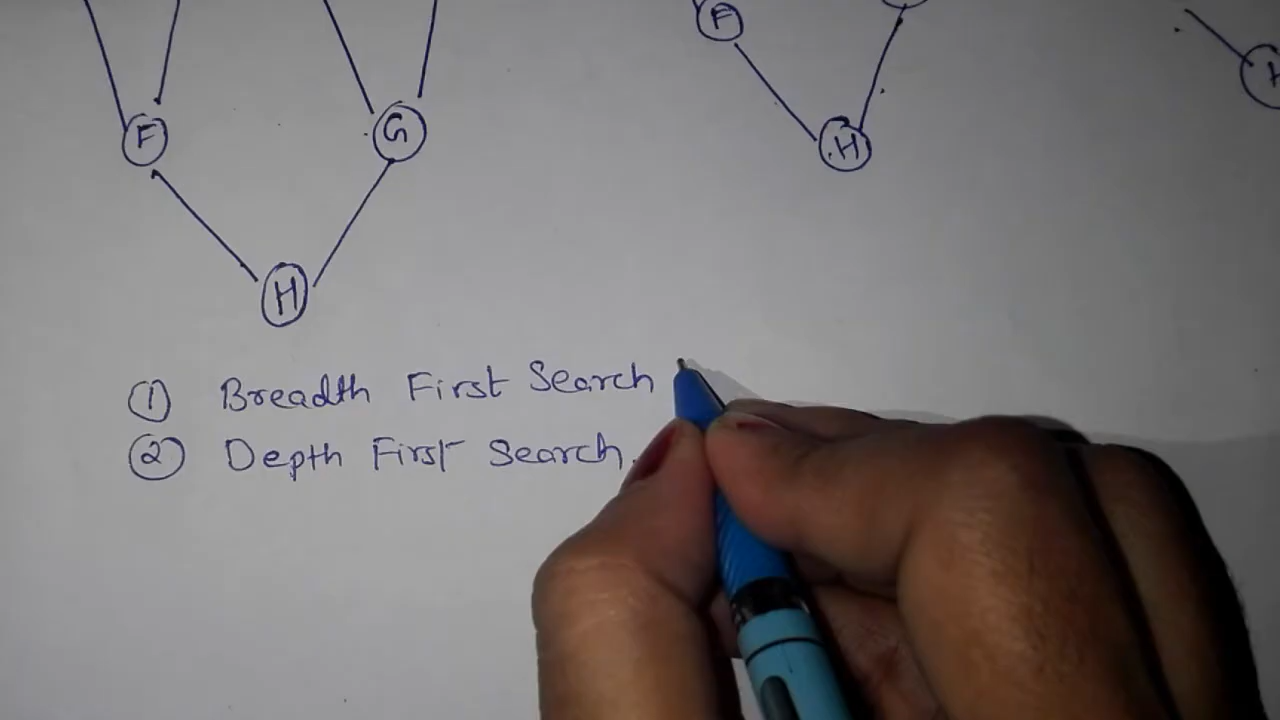 F
F
G
H
H
H
① Breadth First Search
② Depth First Search.